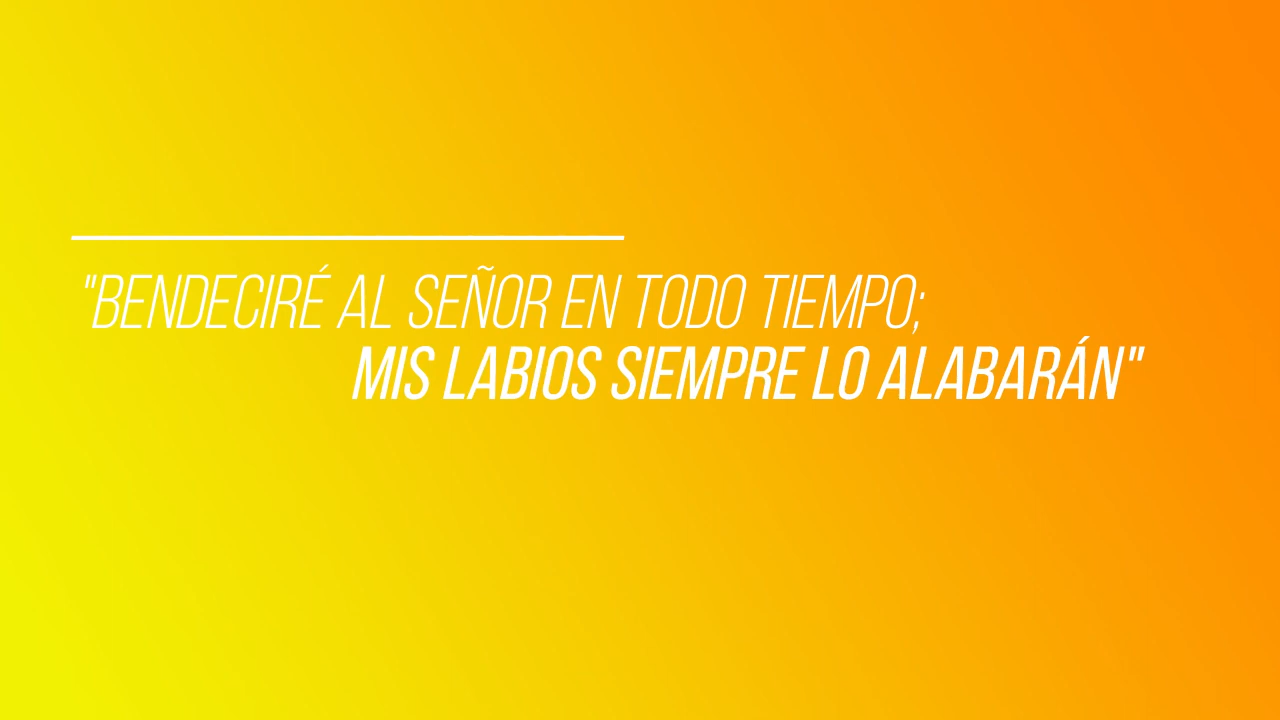 "BENDECIRÉ AL SEÑOR EN TODO TIEMPO;
MIS LABIOS SIEMPRE LO ALABARÁN"